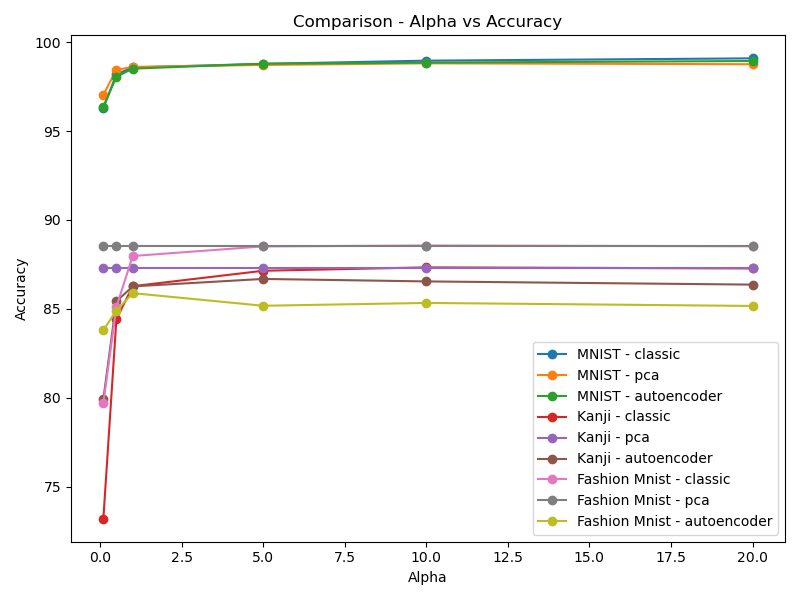 Comparison - Alpha vs Accuracy
100
95
90
85
80
75
Accuracy
0.0 2.5 5.0 7.5 10.0 12.5 15.0 17.5 20.0
Alpha
MNIST - classic
MNIST - pca
MNIST - autoencoder
Kanji - classic
Kanji - pca
Kanji - autoencoder
Fashion Mnist - classic
Fashion Mnist - pca
Fashion Mnist - autoencoder